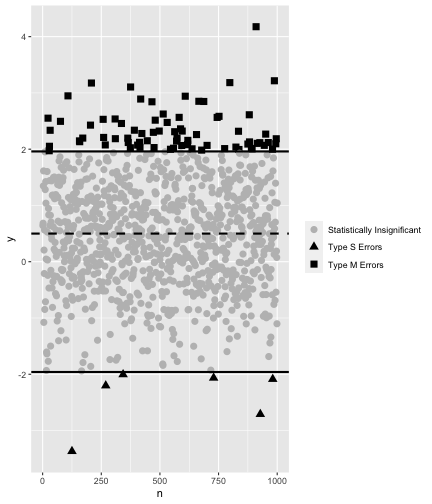 4
2
0
-2
y
0
250
500
750
1000
n
Statistically Insignificant
Type S Errors
Type M Errors